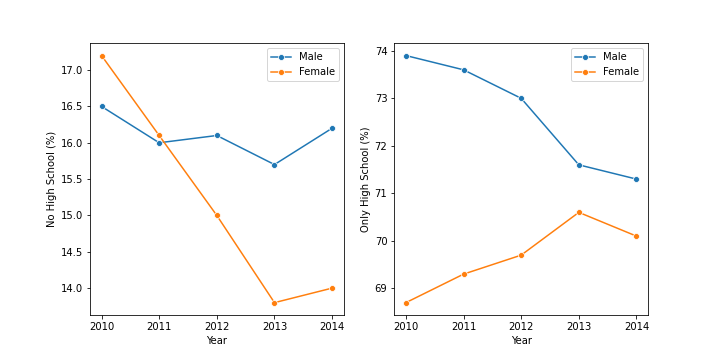 No High School (%)
17.0
16.5
16.0
15.5
15.0
14.5
14.0
2010 2011 2012 2013 2014
Year
Male
Female
Only High School (%)
74
73
72
71
70
69
2010 2011 2012 2013 2014
Year
Male
Female